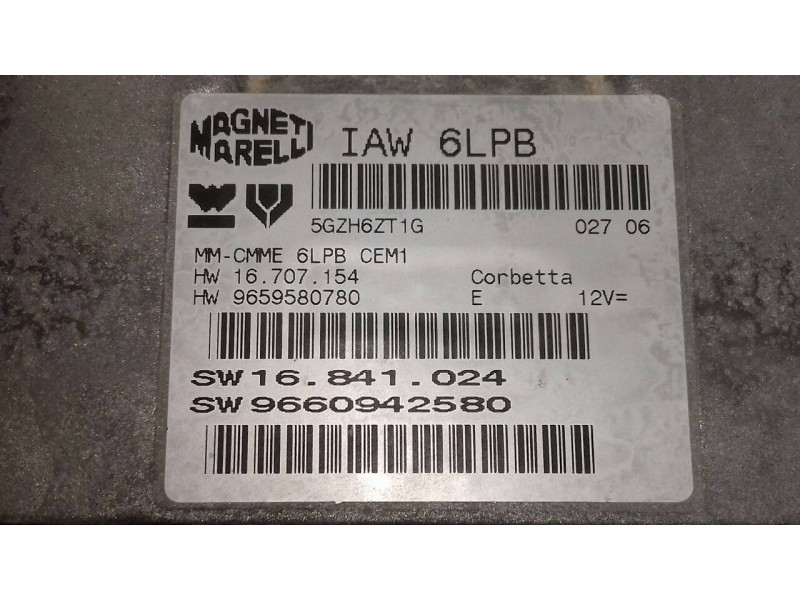 MAGNETI
MARELLI
IAW 6LPB
5GZH6ZT1G 027 06
MM-CMME 6LPB CEM1
HW 16.707.154 Corbetta
HW 9659580780 E 12V=
SW 16.841.024
SW 9660942580